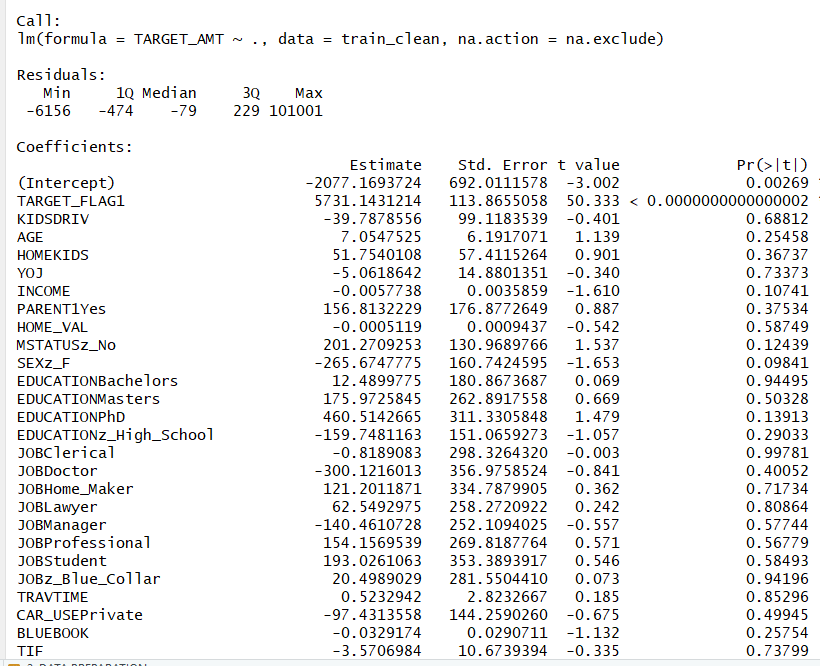 Call:
lm(formula = TARGET_AMT ~ ., data = train_clean, na.action = na.exclude)
Residuals:
Min 1Q Median 3Q Max
-6156 -474 -79 229 101001
Coefficients:
Estimate Std. Error t value Pr(>|t|)
(Intercept) -2077.1693724 692.0111578 -3.002 0.00269
TARGET_FLAG1 5731.1431214 113.8655058 50.333 < 0.0000000000000002
KIDSDRIV -39.7878556 99.1183539 -0.401 0.68812
AGE 7.0547525 6.1917071 1.139 0.25458
HOMEKIDS 51.7540108 57.4115264 0.901 0.36737
YOJ -5.0618642 14.8801351 -0.340 0.73373
INCOME -0.0057738 0.0035859 -1.610 0.10741
PARENT1Yes 156.8132229 176.8772649 0.887 0.37534
HOME_VAL -0.0005119 0.0009437 -0.542 0.58749
MSTATUSz_No 201.2709253 130.9689766 1.537 0.12439
SEXz_F -265.6747775 160.7424595 -1.653 0.09841
EDUCATIONBachelors 12.4899775 180.8673687 0.069 0.94495
EDUCATIONMasters 175.9725845 262.8917558 0.669 0.50328
EDUCATIONPhD 460.5142665 311.3305848 1.479 0.13913
EDUCATIONz_High_School -159.7481163 151.0659273 -1.057 0.29033
JOBClerical -0.8189083 298.3264320 -0.003 0.99781
JOBDoctor -300.1216013 356.9758524 -0.841 0.40052
JOBHome_Maker 121.2011871 334.7879905 0.362 0.71734
JOBLawyer 62.5492975 258.2720922 0.242 0.80864
JOBManager -140.4610728 252.1094025 -0.557 0.57744
JOBProfessional 154.1569539 269.8187764 0.571 0.56779
JOBStudent 193.0261063 353.3893917 0.546 0.58493
JOBz_Blue_Collar 20.4989029 281.5504410 0.073 0.94196
TRAVTIME 0.5232942 2.8232667 0.185 0.85296
CAR_USEPrivate -97.4313558 144.2590260 -0.675 0.49945
BLUEBOOK -0.0329174 0.0290711 -1.132 0.25754
TIF -3.5706984 10.6739394 -0.335 0.73799